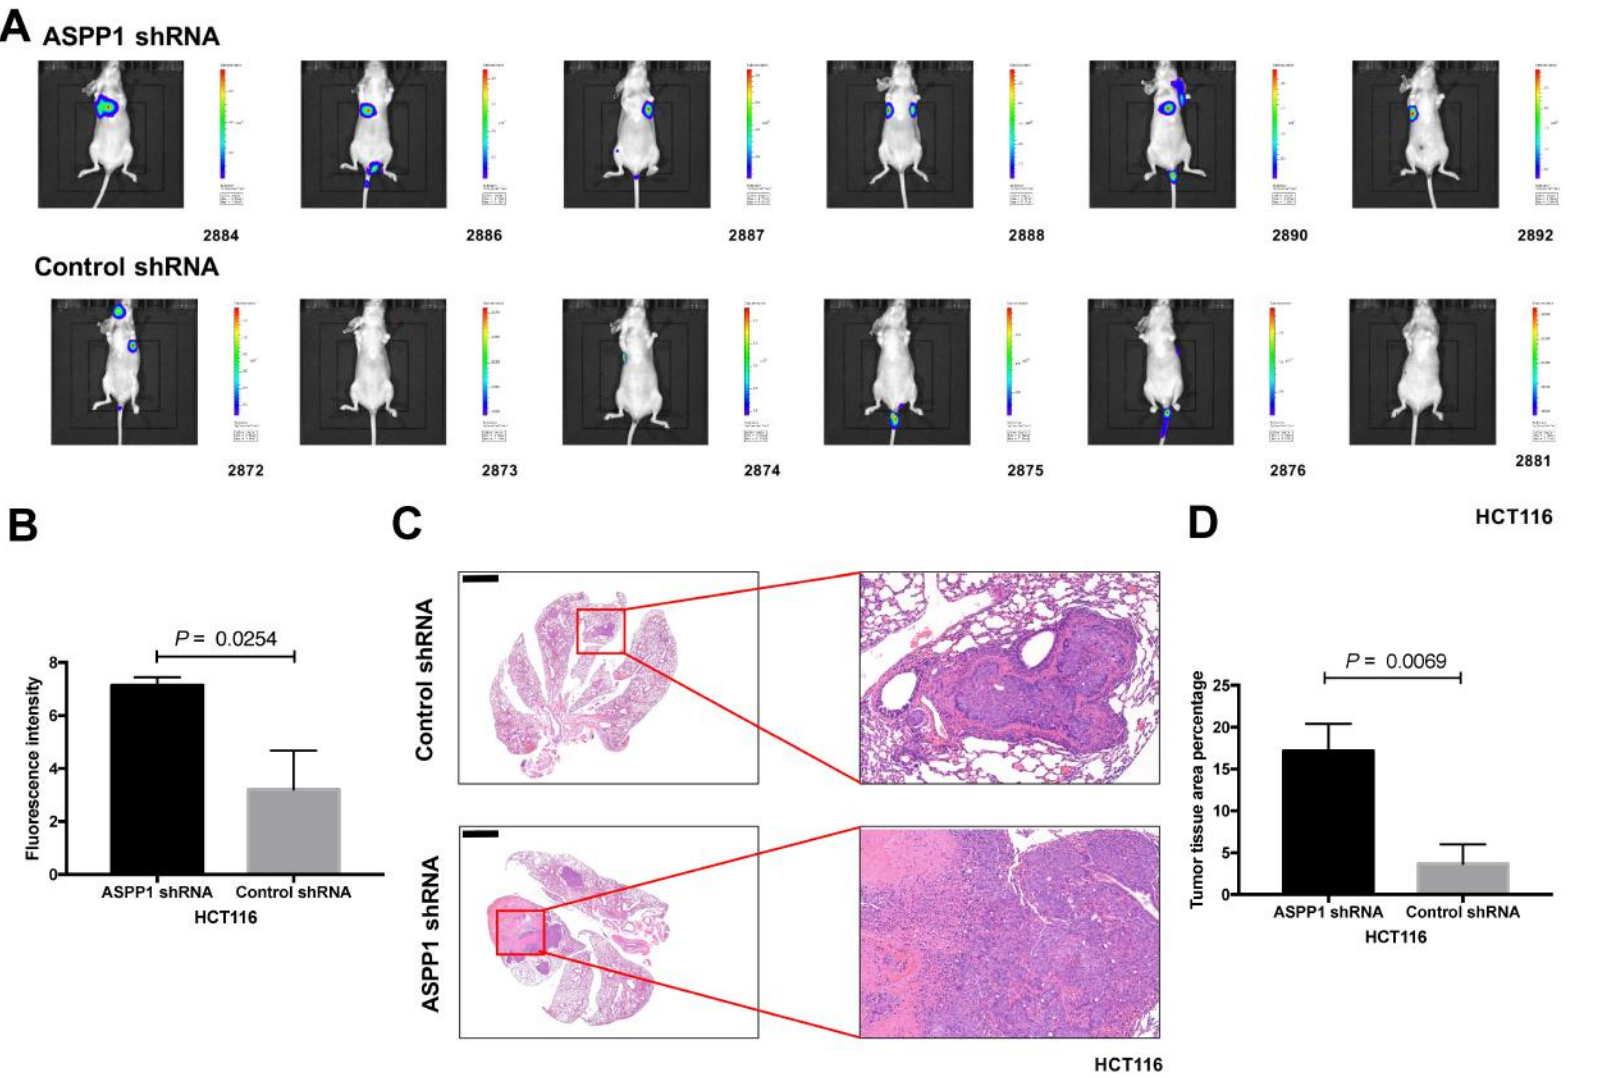 A
ASPP1 shRNA
2884 2886 2887 2888 2890 2892
Control shRNA
2872 2873 2874 2875 2876 2881
HCT116
B
P = 0.0254
Fluorescence intensity
8
6
4
2
0
ASPP1 shRNA Control shRNA
HCT116
C
Control shRNA
ASPP1 shRNA
HCT116
D
P = 0.0069
Tumor tissue area percentage
25
20
15
10
5
0
ASPP1 shRNA Control shRNA
HCT116